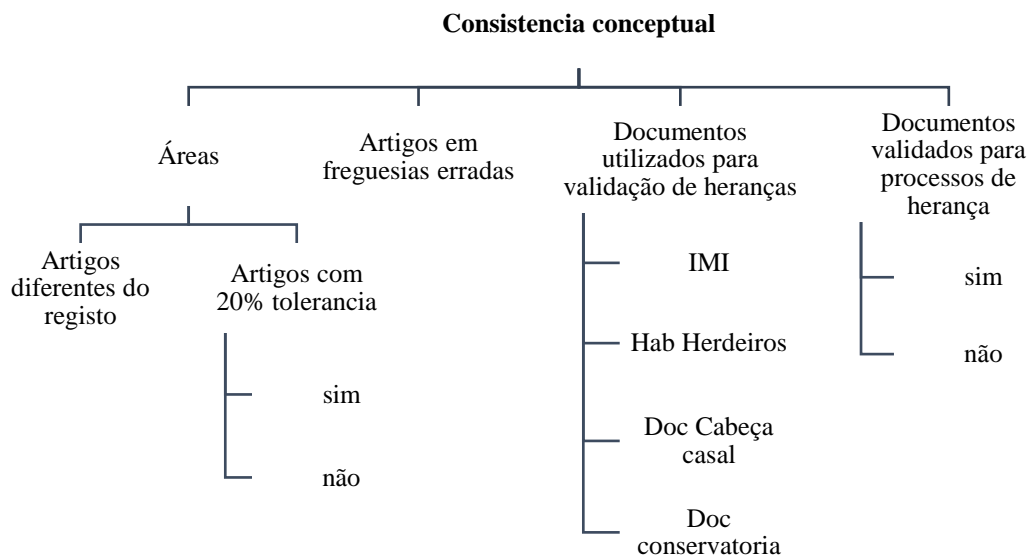 Consistencia conceptual
Áreas
Artigos em
freguesias erradas
Documentos
utilizados para
validação de heranças
Documentos
validados para
processos de
herança
Artigos
diferentes do
registo
Artigos com
20% tolerancia
sim
não
IMI
Hab Herdeiros
Doc Cabeça
casal
Doc
conservatoria
sim
não